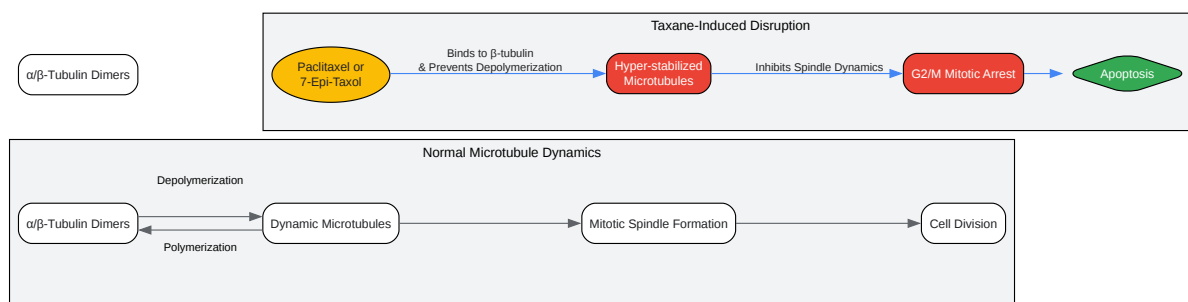 Taxane-Induced Disruption
α/β-Tubulin Dimers
Paclitaxel or
7-Epi-Taxol
Binds to β-tubulin
& Prevents Depolymerization
Hyper-stabilized
Microtubules
Inhibits Spindle Dynamics
G2/M Mitotic Arrest
Apoptosis
Normal Microtubule Dynamics
α/β-Tubulin Dimers
Depolymerization
Polymerization
Dynamic Microtubules
Mitotic Spindle Formation
Cell Division